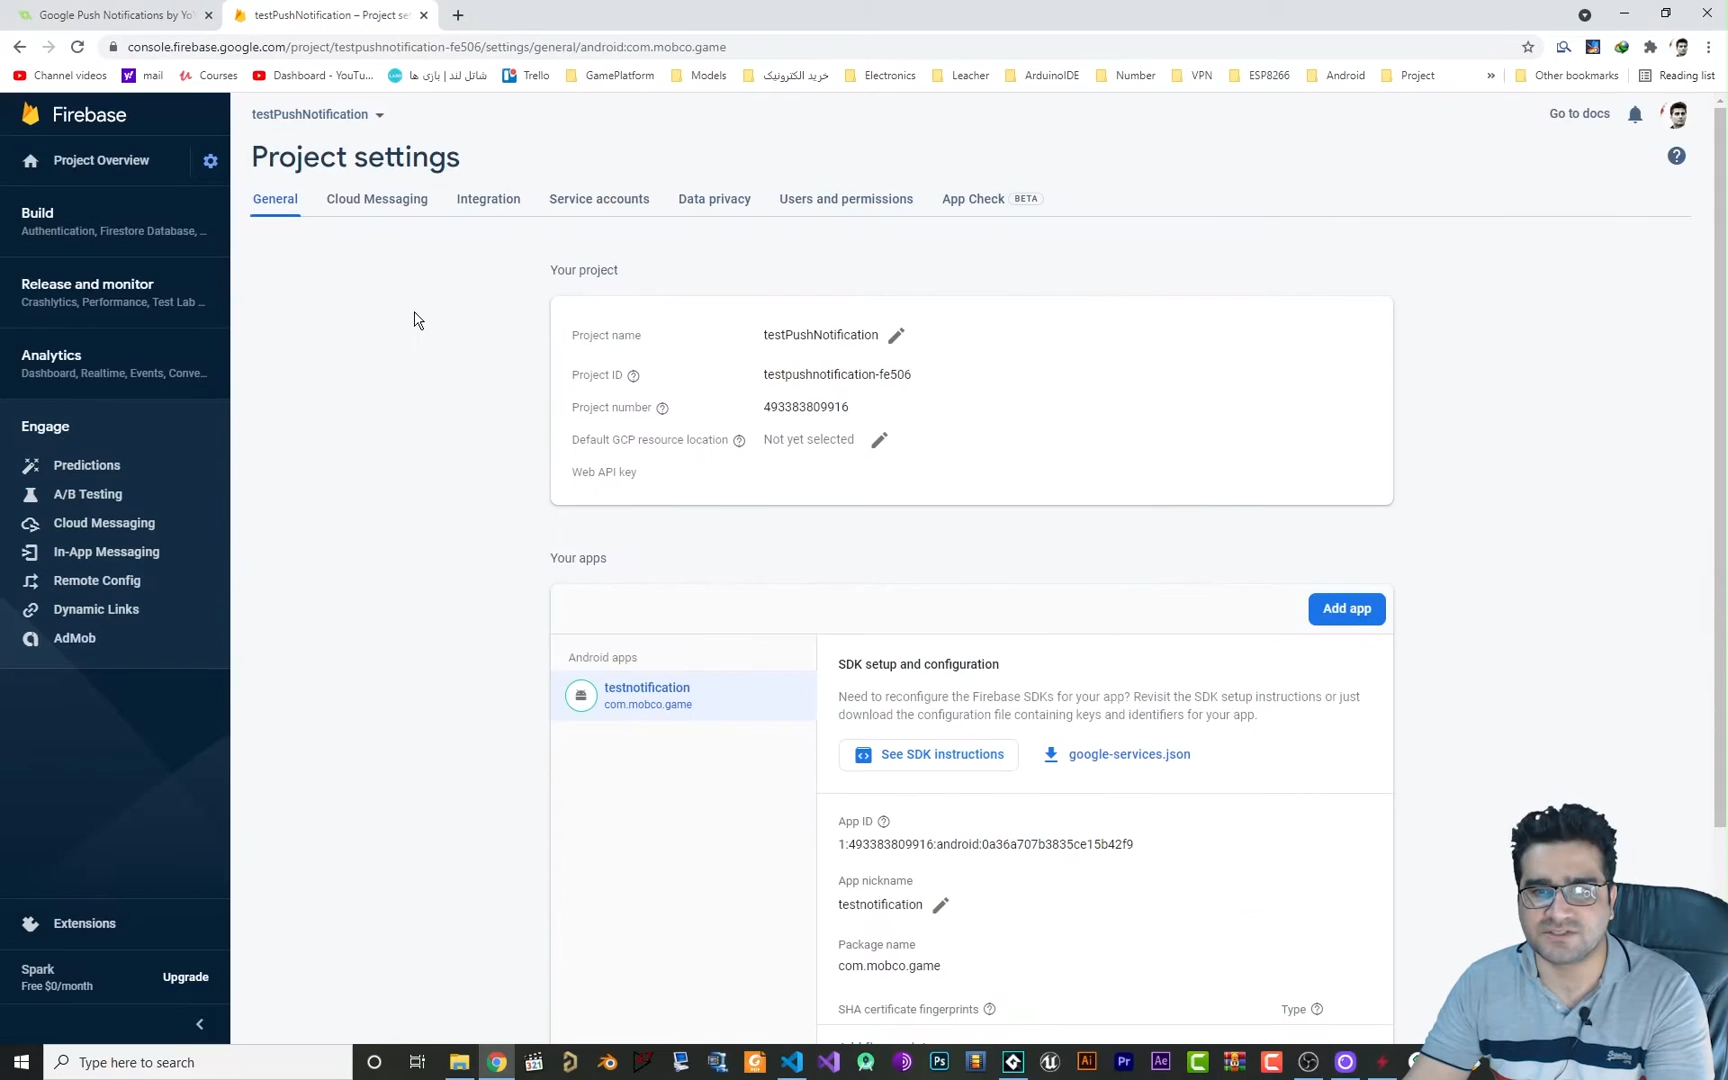 Google Push Notifications by Yo
testPushNotification – Project se
console.firebase.google.com/project/testpushnotification-fe506/settings/general/android:com.mobco.game
Channel videos
mail
Courses
Dashboard - YouTu...
شاتل لند | بازی ها
Trello
GamePlatform
Models
خرید الکترونیک
Electronics
Leacher
ArduinoIDE
Number
VPN
ESP8266
Android
Project
»
Other bookmarks
Reading list
Firebase
testPushNotification
Go to docs
Project Overview
Project settings
General
Cloud Messaging
Integration
Service accounts
Data privacy
Users and permissions
App Check BETA
Build
Authentication, Firestore Database, ...
Release and monitor
Crashlytics, Performance, Test Lab ...
Analytics
Dashboard, Realtime, Events, Conve...
Engage
Predictions
A/B Testing
Cloud Messaging
In-App Messaging
Remote Config
Dynamic Links
AdMob
Extensions
Spark
Free $0/month
Upgrade
Your project
Project name
testPushNotification
Project ID
testpushnotification-fe506
Project number
493383809916
Default GCP resource location
Not yet selected
Web API key
Your apps
Add app
Android apps
testnotification
com.mobco.game
SDK setup and configuration
Need to reconfigure the Firebase SDKs for your app? Revisit the SDK setup instructions or just
download the configuration file containing keys and identifiers for your app.
See SDK instructions
google-services.json
App ID
1:493383809916:android:0a36a707b3835ce15b42f9
App nickname
testnotification
Package name
com.mobco.game
SHA certificate fingerprints
Type
Type here to search